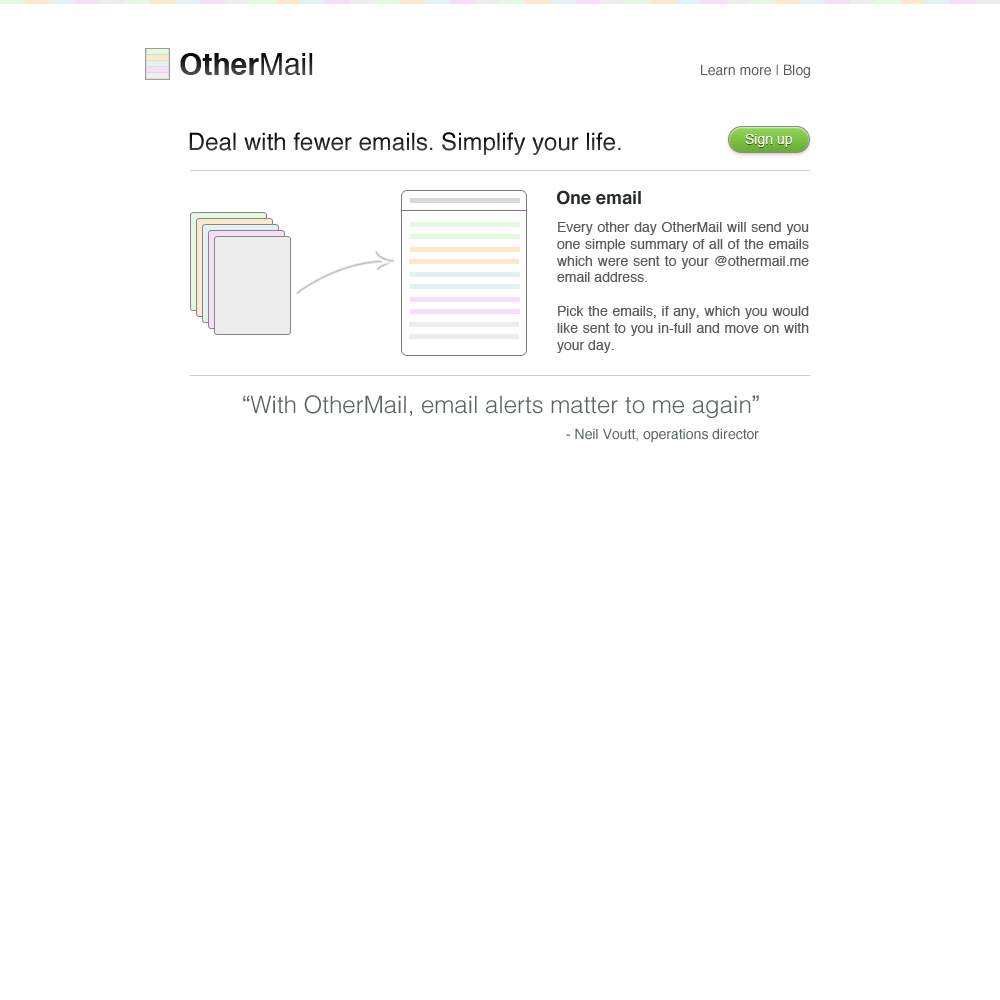 OtherMail
Learn more | Blog
Deal with fewer emails. Simplify your life.
Sign up
One email
Every other day OtherMail will send you
one simple summary of all of the emails
which were sent to your @othermail.me
email address.
Pick the emails, if any, which you would
like sent to you in-full and move on with
your day.
“With OtherMail, email alerts matter to me again”
- Neil Voutt, operations director